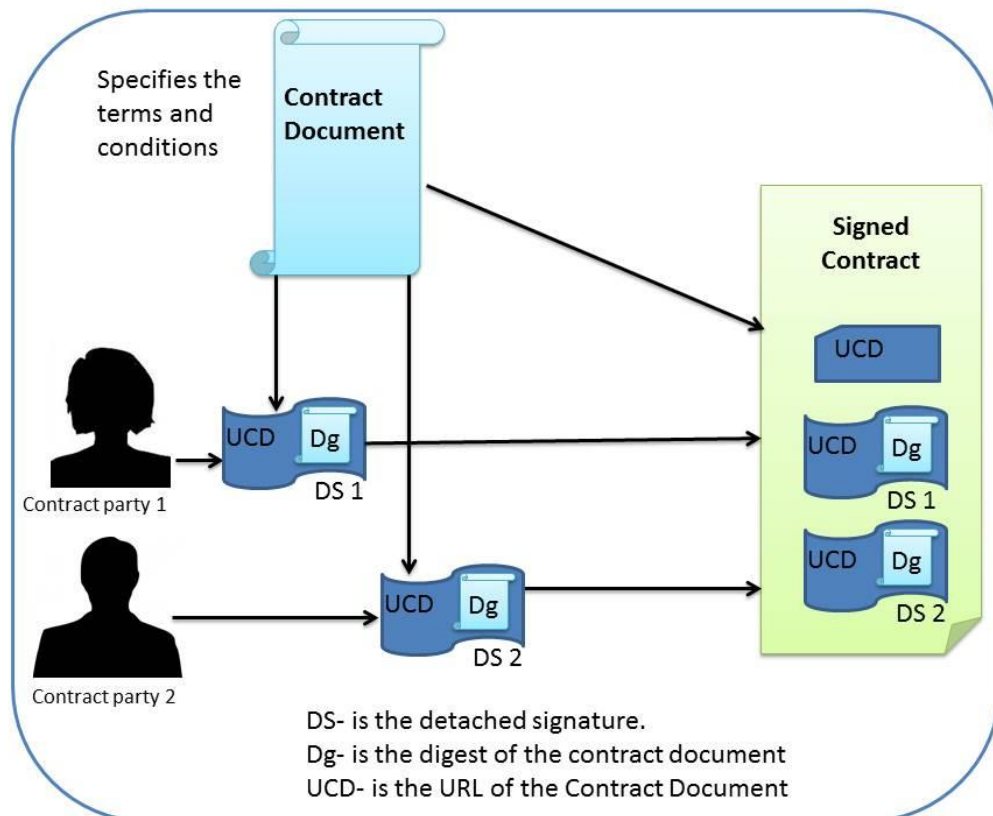 Specifies the
terms and
conditions
Contract
Document
Signed
Contract
UCD
UCD
Dg
DS 1
UCD
Dg
DS 1
Contract party 1
UCD
Dg
DS 2
UCD
Dg
DS 2
Contract party 2
DS- is the detached signature.
Dg- is the digest of the contract document
UCD- is the URL of the Contract Document